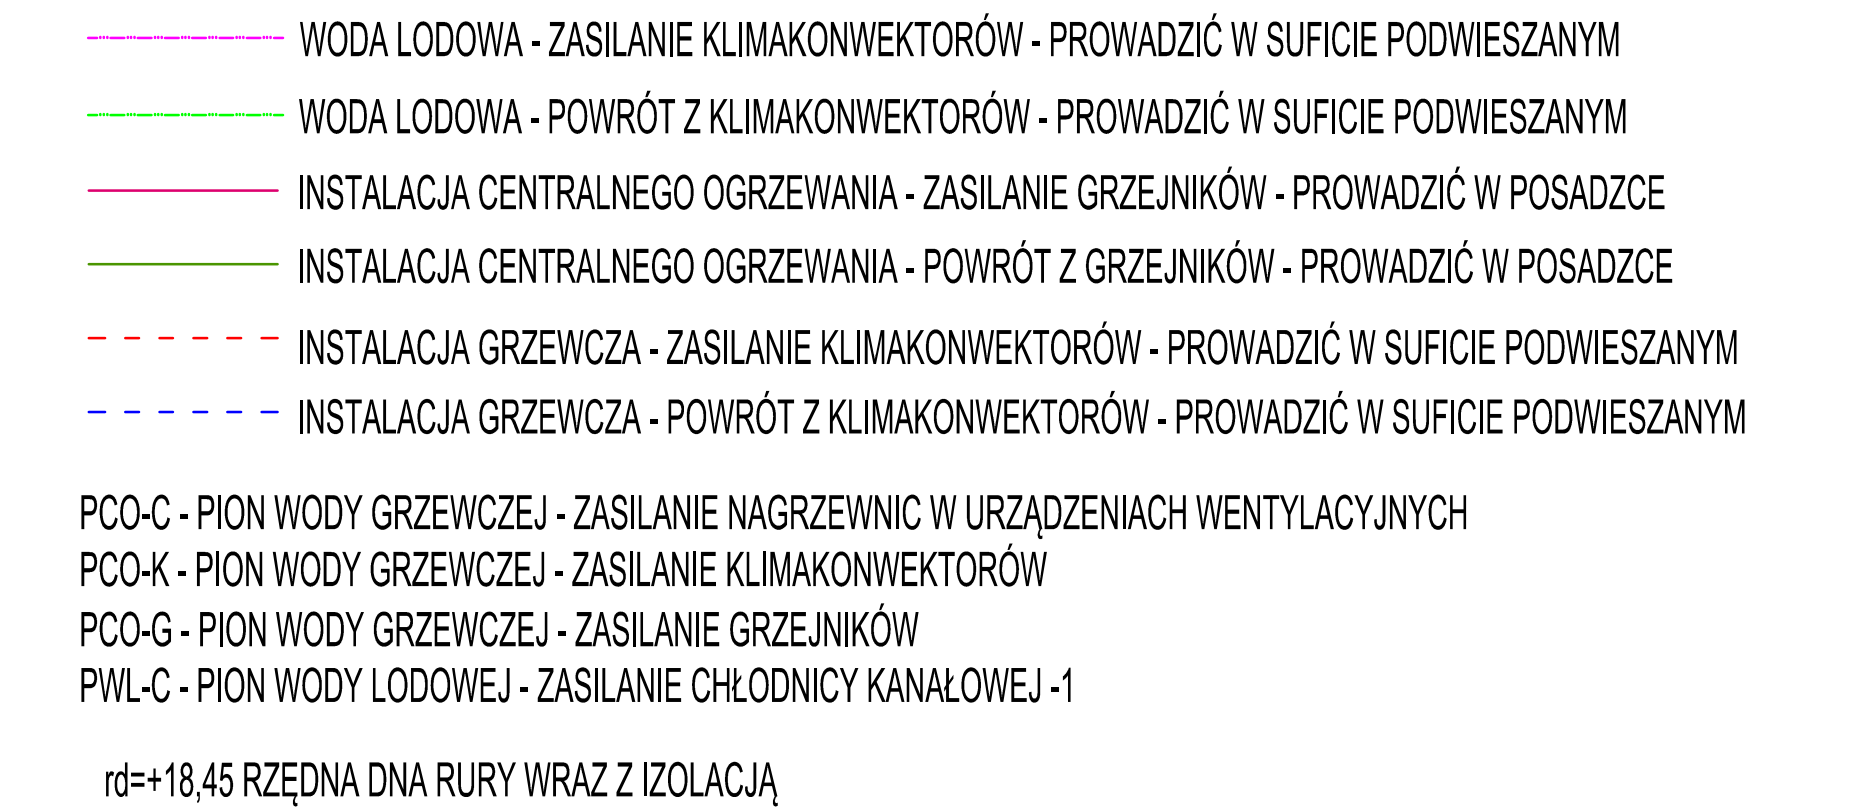 WODA LODOWA - ZASILANIE KLIMAKONWEKTORÓW - PROWADZIĆ W SUFICIE PODWIESZANYM
WODA LODOWA - POWRÓT Z KLIMAKONWEKTORÓW - PROWADZIĆ W SUFICIE PODWIESZANYM
INSTALACJA CENTRALNEGO OGRZEWANIA - ZASILANIE GRZEJNIKÓW - PROWADZIĆ W POSADZCE
INSTALACJA CENTRALNEGO OGRZEWANIA - POWRÓT Z GRZEJNIKÓW - PROWADZIĆ W POSADZCE
INSTALACJA GRZEWCZA - ZASILANIE KLIMAKONWEKTORÓW - PROWADZIĆ W SUFICIE PODWIESZANYM
INSTALACJA GRZEWCZA - POWRÓT Z KLIMAKONWEKTORÓW - PROWADZIĆ W SUFICIE PODWIESZANYM
PCO-C - PION WODY GRZEWCZEJ - ZASILANIE NAGRZEWNIC W URZĄDZENIACH WENTYLACYJNYCH
PCO-K - PION WODY GRZEWCZEJ - ZASILANIE KLIMAKONWEKTORÓW
PCO-G - PION WODY GRZEWCZEJ - ZASILANIE GRZEJNIKÓW
PWL-C - PION WODY LODOWEJ - ZASILANIE CHŁODNICY KANAŁOWEJ -1
rd=+18,45 RZĘDNA DNA RURY WRAZ Z IZOLACJĄ